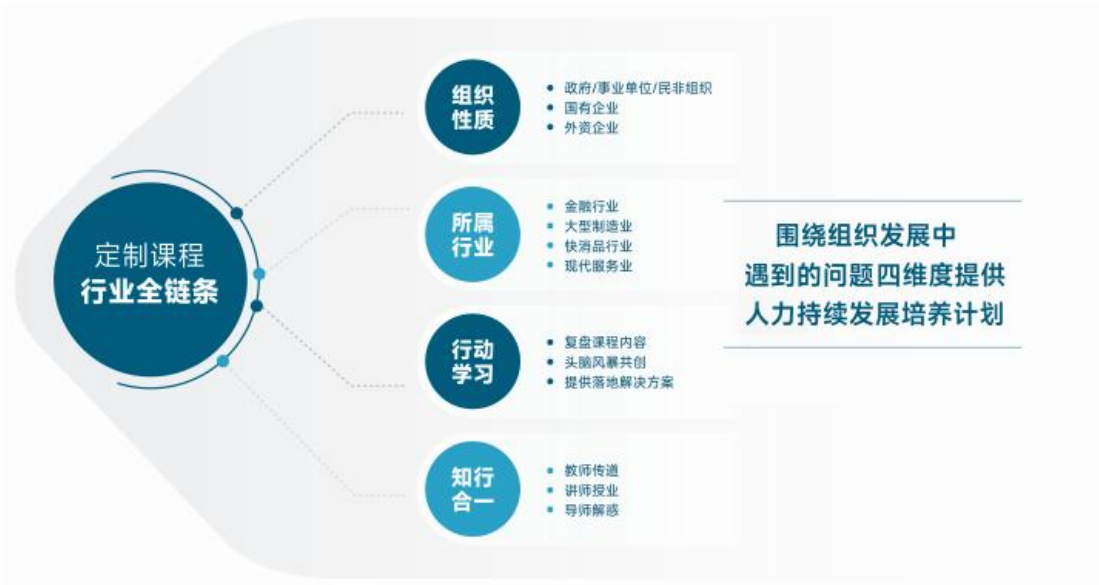 定制课程
行业全链条
组织
性质
政府/事业单位/民非组织
国有企业
外资企业
所属
行业
金融行业
大型制造业
快消品行业
现代服务业
行动
学习
复盘课程内容
头脑风暴共创
提供落地解决方案
知行
合一
教师传道
讲师授业
导师解惑
围绕组织发展中
遇到的问题四维度提供
人力持续发展培养计划